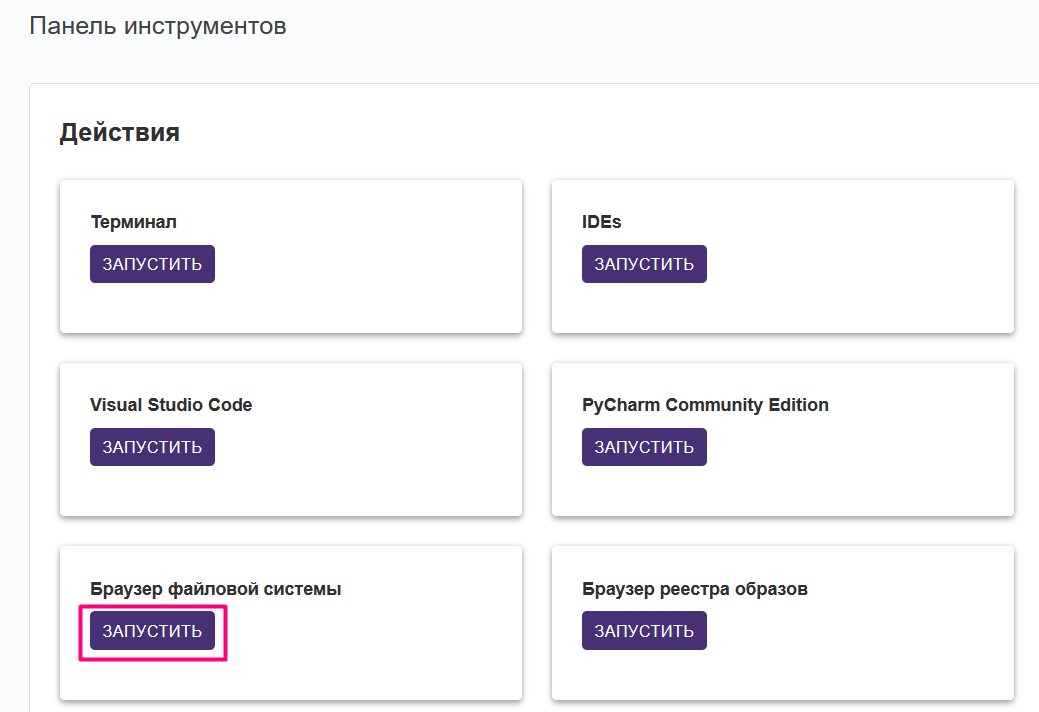 Панель инструментов
Действия
Терминал
ЗАПУСТИТЬ
IDEs
ЗАПУСТИТЬ
Visual Studio Code
ЗАПУСТИТЬ
PyCharm Community Edition
ЗАПУСТИТЬ
Браузер файловой системы
ЗАПУСТИТЬ
Браузер реестра образов
ЗАПУСТИТЬ